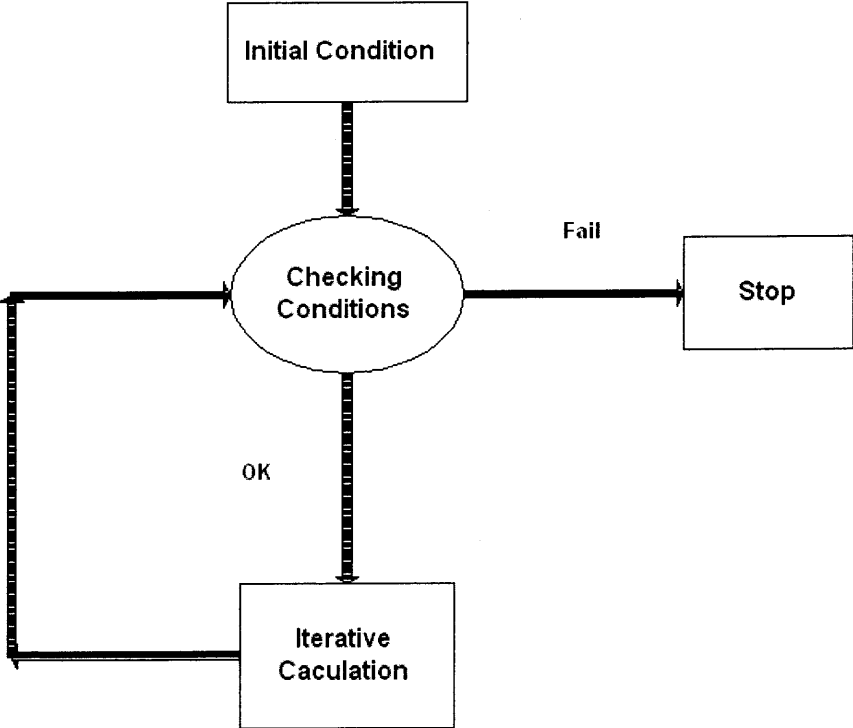 Initial Condition
Fail
Checking
Conditions
Stop
OK
Iterative
Caculation